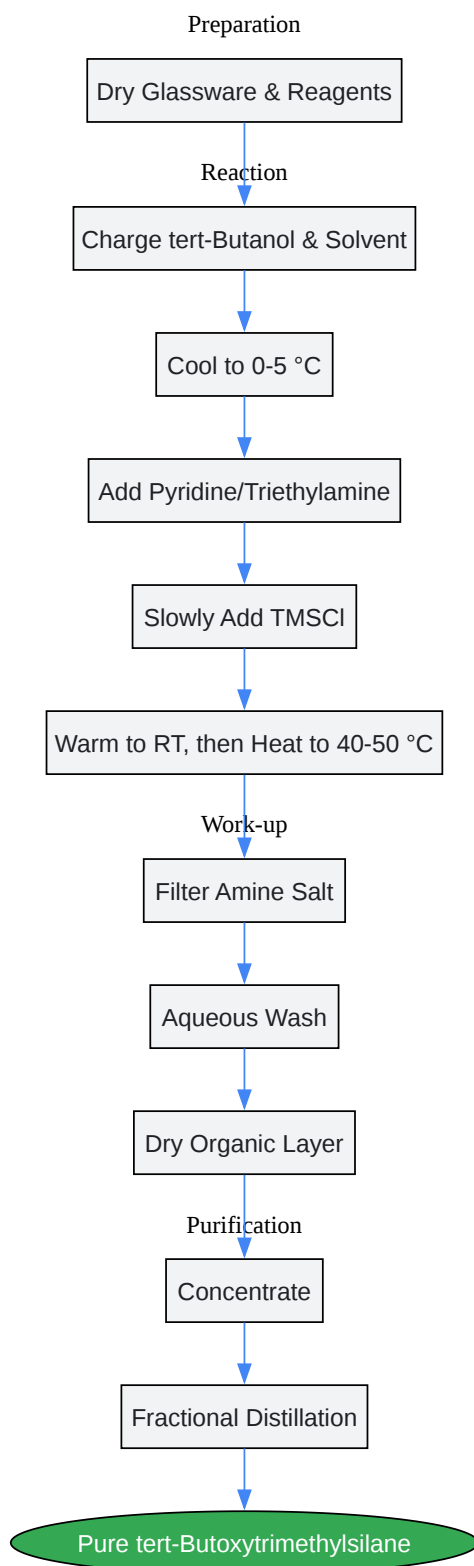 Preparation
Dry Glassware & Reagents
Reaction
Charge tert-Butanol & Solvent
Cool to 0-5 °C
Add Pyridine/Triethylamine
Slowly Add TMSCl
Warm to RT, then Heat to 40-50 °C
Work-up
Filter Amine Salt
Aqueous Wash
Dry Organic Layer
Purification
Concentrate
Fractional Distillation
Pure tert-Butoxytrimethylsilane